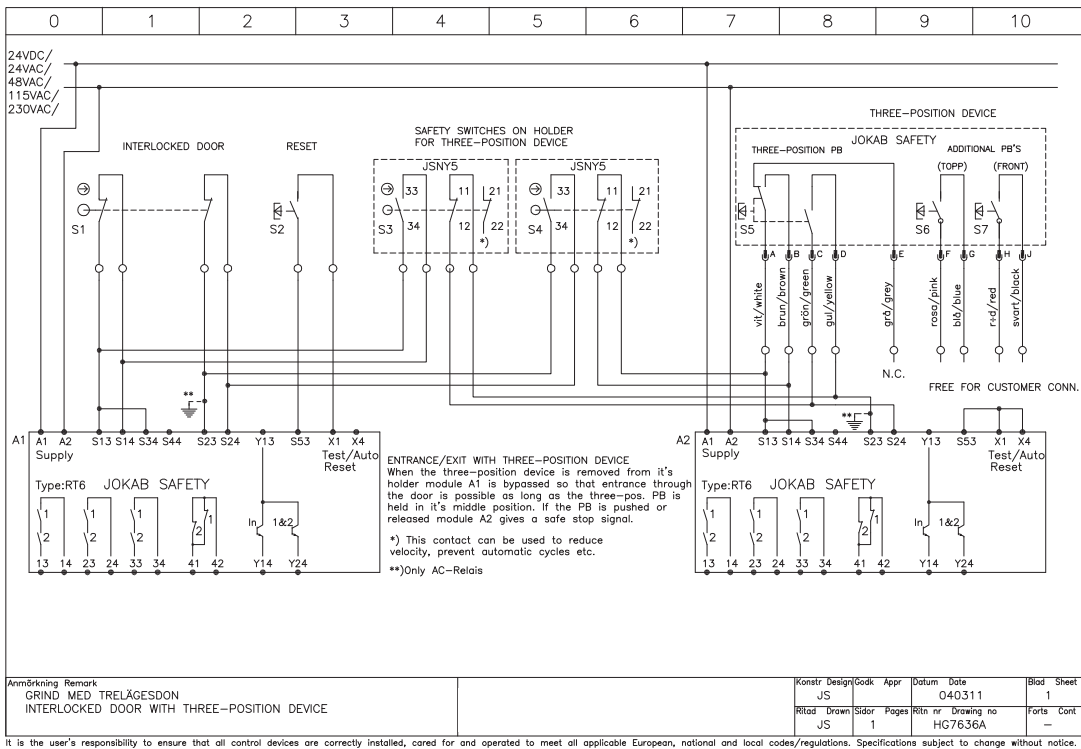 0 1 2 3 4 5 6 7 8 9 10
24VDC/
24VAC/
48VAC/
115VAC/
230VAC/
INTERLOCKED DOOR
RESET
SAFETY SWITCHES ON HOLDER
FOR THREE-POSITION DEVICE
THREE-POSITION DEVICE
JOKAB SAFETY
THREE-POSITION PB
ADDITIONAL PB'S
(TOPP) (FRONT)
JSNY5 JSNY5
33 11 21 33 11 21
S1 S2 S3 34 12 22 S4 34 12 22 S5 S6 S7
*) *)
A B C D E F G H J
vit/white
brun/brown
grön/green
gul/yellow
grå/grey
rosa/pink
blå/blue
r+d/red
svart/black
N.C.
FREE FOR CUSTOMER CONN.
** **
A1 A1 A2 S13 S14 S34 S44 S23 S24 Y13 S53 X1 X4
Supply Test/Auto
Reset
Type:RT6 JOKAB SAFETY
1 1 1 1 In 1&2
2 2 2 2
13 14 23 24 33 34 41 42 Y14 Y24
ENTRANCE/EXIT WITH THREE-POSITION DEVICE
When the three-position device is removed from it's
holder module A1 is bypassed so that entrance through
the door is possible as long as the three-pos. PB is
held in it's middle position. If the PB is pushed or
released module A2 gives a safe stop signal.
*) This contact can be used to reduce
velocity, prevent automatic cycles etc.
**)Only AC-Relais
A2 A1 A2 S13 S14 S34 S44 S23 S24 Y13 S53 X1 X4
Supply Test/Auto
Reset
Type:RT6 JOKAB SAFETY
1 1 1 1 In 1&2
2 2 2 2
13 14 23 24 33 34 41 42 Y14 Y24
Anmörkning Remark
GRIND MED TRELÄGESDON
INTERLOCKED DOOR WITH THREE-POSITION DEVICE
Konstr Design Godk Appr Datum Date Blad Sheet
JS 040311 1
Ritad Drawn Sidor Pages Ritn nr Drawing no Forts Cont
JS 1 HG7636A -
It is the user's responsibility to ensure that all control devices are correctly installed, cared for and operated to meet all applicable European, national and local codes/regulations. Specifications subject to change without notice.